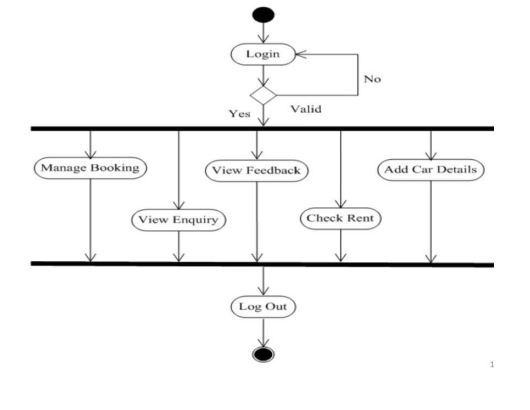 Login
No
Yes
Valid
Manage Booking
View Feedback
Add Car Details
View Enquiry
Check Rent
Log Out
1